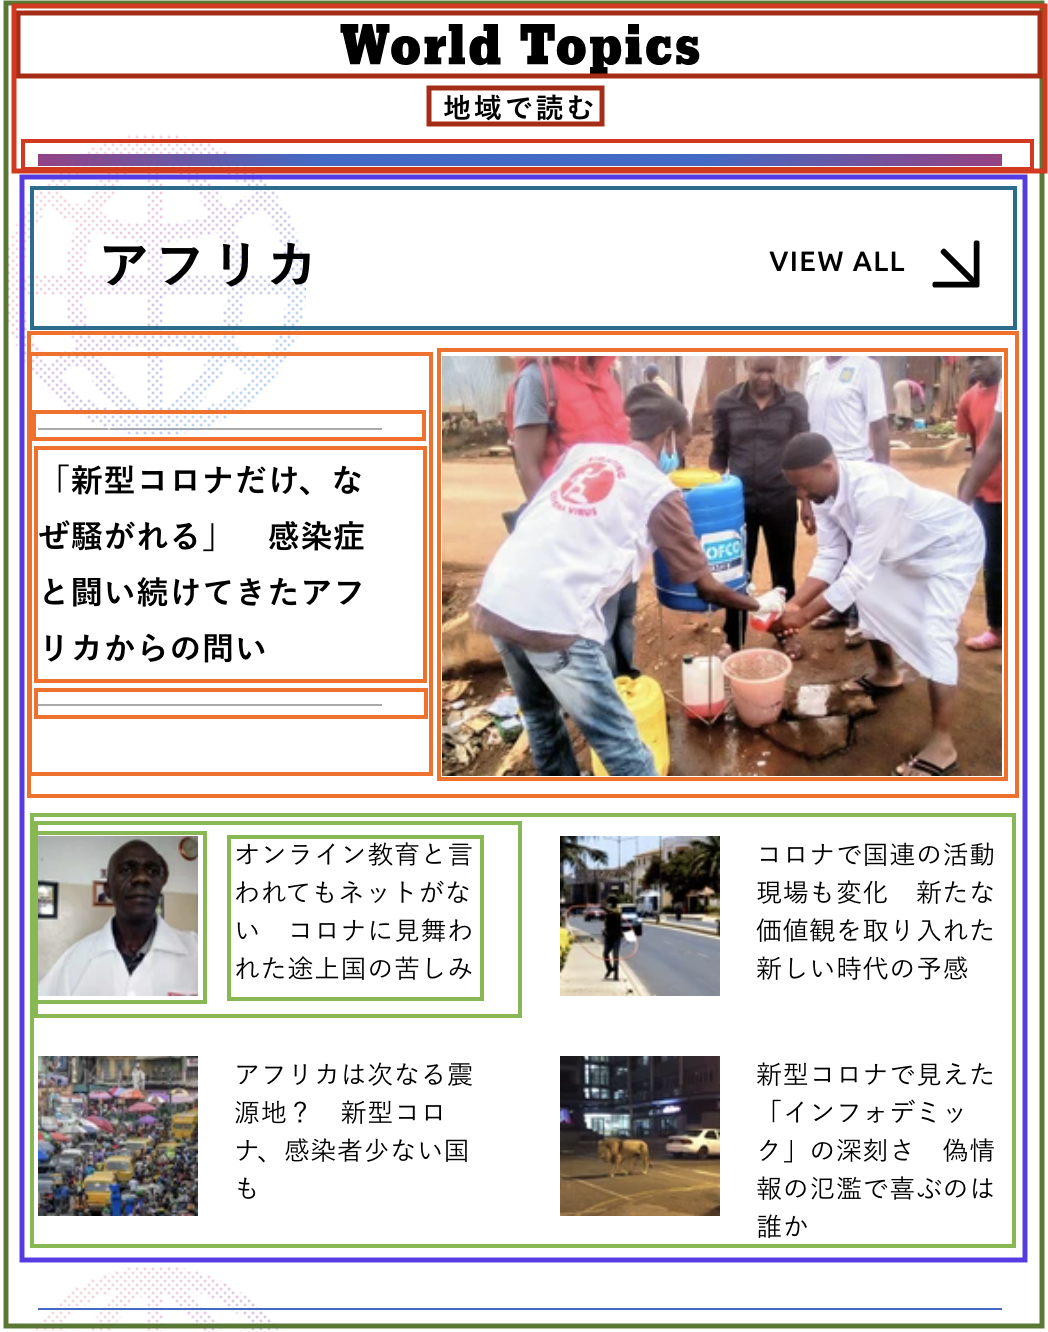 World Topics
地域で読む
アフリカ
VIEW ALL
「新型コロナだけ、な
ぜ騒がれる」　感染症
と闘い続けてきたアフ
リカからの問い
OFCO
オンライン教育と言
われてもネットがな
い　コロナに見舞わ
れた途上国の苦しみ
コロナで国連の活動
現場も変化　新たな
価値観を取り入れた
新しい時代の予感
アフリカは次なる震
源地？　新型コロ
ナ、感染者少ない国
も
新型コロナで見えた
「インフォデミッ
ク」の深刻さ　偽情
報の氾濫で喜ぶのは
誰か